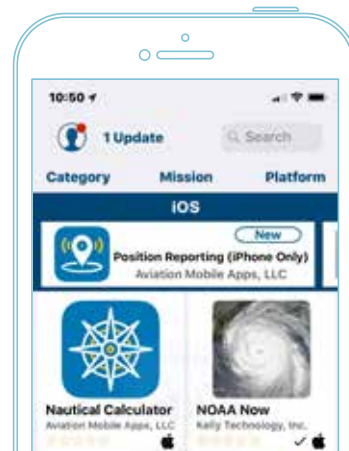 10:50
1 Update
Search
Category Mission Platform
iOS
New
Position Reporting (iPhone Only)
Aviation Mobile Apps, LLC
Nautical Calculator NOAA Now
Aviation Mobile Apps, LLC Kelly Technology, Inc.